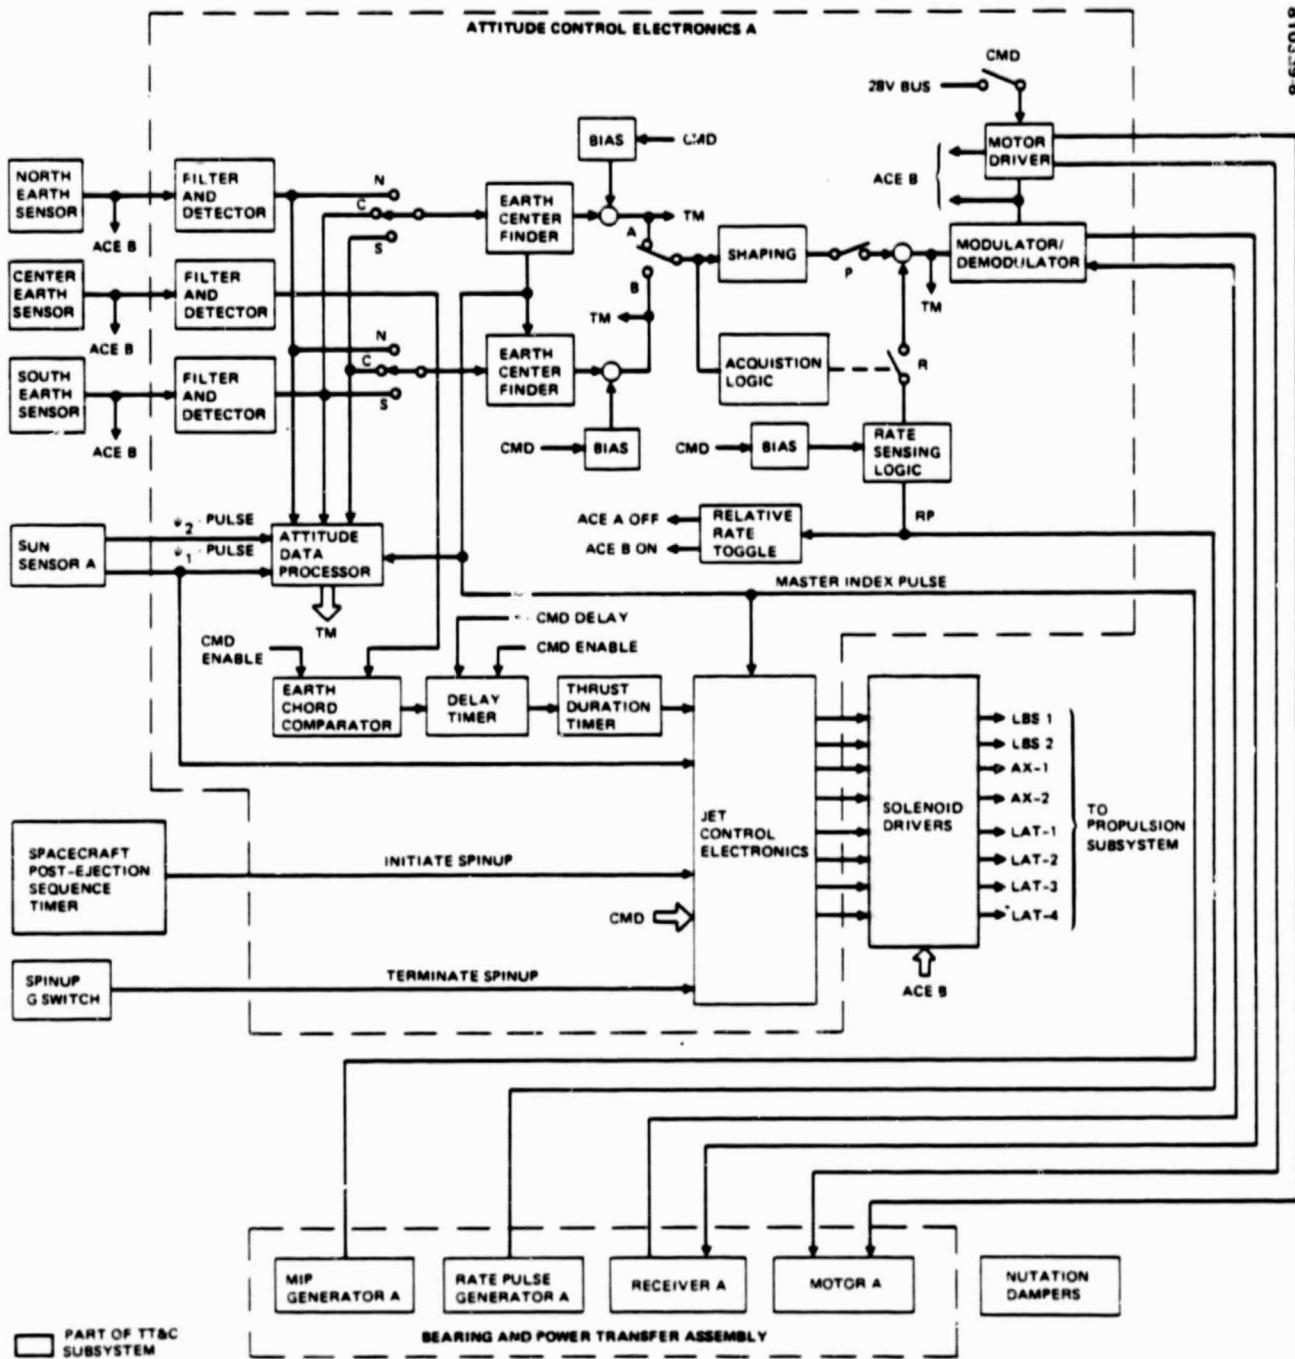 ATTITUDE CONTROL ELECTRONICS A
CMD
28V BUS
MOTOR
DRIVER
ACE B
BIAS
CMD
NORTH
EARTH
SENSOR
ACE B
FILTER
AND
DETECTOR
N
C
S
EARTH
CENTER
FINDER
TM
A
B
SHAPING
P
TM
MODULATOR/
DEMODULATOR
CENTER
EARTH
SENSOR
ACE B
FILTER
AND
DETECTOR
TM
SOUTH
EARTH
SENSOR
ACE B
FILTER
AND
DETECTOR
N
C
S
EARTH
CENTER
FINDER
ACQUISTION
LOGIC
R
CMD
BIAS
CMD
BIAS
RATE
SENSING
LOGIC
SUN
SENSOR A
ψ2 - PULSE
ψ1 - PULSE
ATTITUDE
DATA
PROCESSOR
TM
ACE A OFF
ACE B ON
RELATIVE
RATE
TOGGLE
RP
MASTER INDEX PULSE
CMD DELAY
CMD
ENABLE
CMD ENABLE
EARTH
CHORD
COMPARATOR
DELAY
TIMER
THRUST
DURATION
TIMER
JET
CONTROL
ELECTRONICS
SOLENOID
DRIVERS
LBS 1
LBS 2
AX-1
AX-2
LAT-1
LAT-2
LAT-3
LAT-4
TO
PROPULSION
SUBSYSTEM
SPACECRAFT
POST-EJECTION
SEQUENCE
TIMER
INITIATE SPINUP
CMD
SPINUP
G SWITCH
TERMINATE SPINUP
ACE B
MIP
GENERATOR A
RATE PULSE
GENERATOR A
RECEIVER A
MOTOR A
NUTATION
DAMPERS
BEARING AND POWER TRANSFER ASSEMBLY
PART OF TT&C
SUBSYSTEM